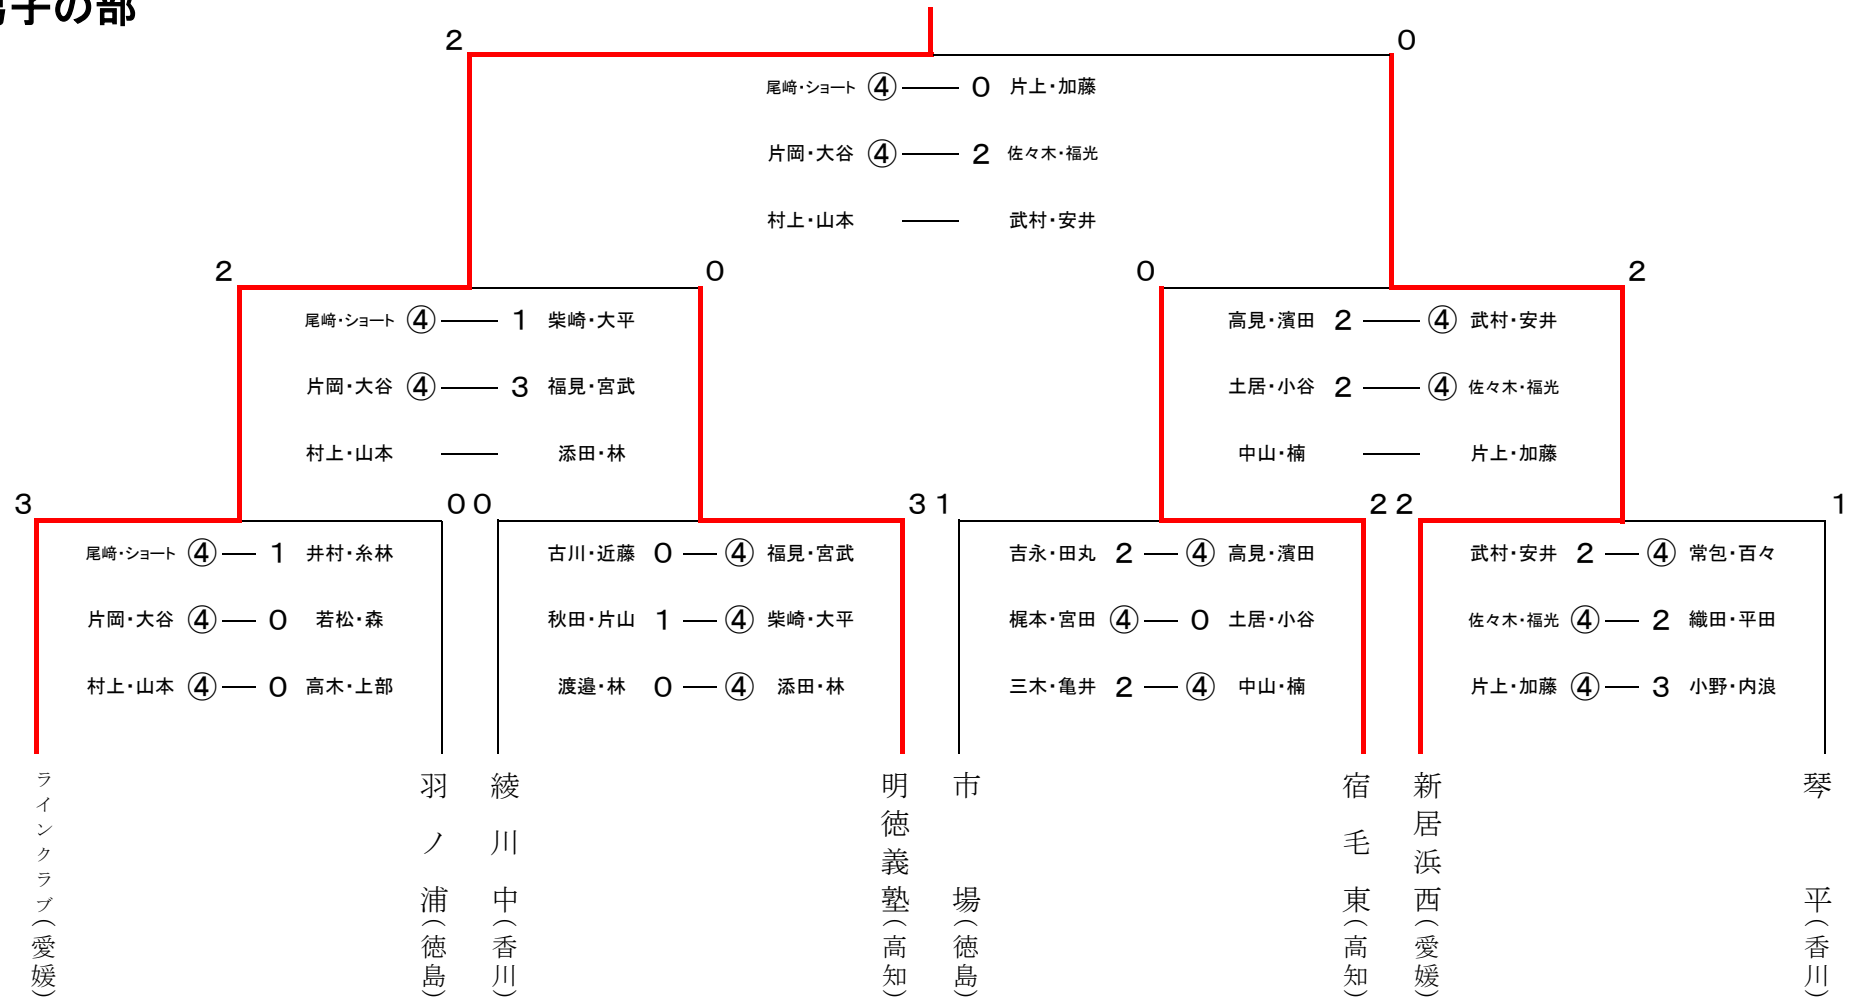 男子の部
2 0
尾﨑・ショート ④ 0 片上・加藤
片岡・大谷 ④ 2 佐々木・福光
村上・山本 武村・安井
2 0 0 2
尾﨑・ショート ④ 1 柴崎・大平 高見・濱田 2 ④ 武村・安井
片岡・大谷 ④ 3 福見・宮武 土居・小谷 2 ④ 佐々木・福光
村上・山本 添田・林 中山・楠 片上・加藤
3 0 0 3 1 2 2 1
尾﨑・ショート ④ 1 井村・糸林 古川・近藤 0 ④ 福見・宮武 吉永・田丸 2 ④ 高見・濱田 武村・安井 2 ④ 常包・百々
片岡・大谷 ④ 0 若松・森 秋田・片山 1 ④ 柴崎・大平 梶本・宮田 ④ 0 土居・小谷 佐々木・福光 ④ 2 織田・平田
村上・山本 ④ 0 高木・上部 渡邉・林 0 ④ 添田・林 三木・亀井 2 ④ 中山・楠 片上・加藤 ④ 3 小野・内浪
ラインクラブ(愛媛)
羽ノ浦(徳島)
綾川中(香川)
明徳義塾(高知)
市場(徳島)
宿毛東(高知)
新居浜西(愛媛)
琴平(香川)